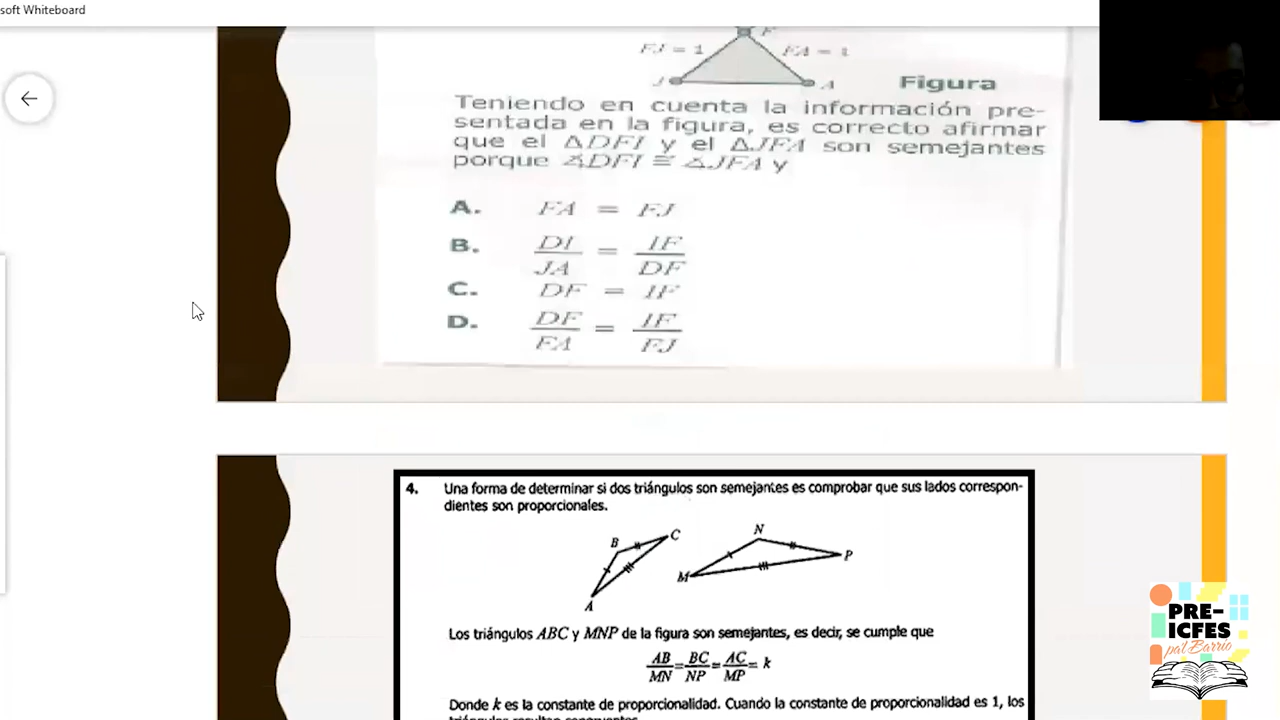 soft Whiteboard
F
FJ = 1
FA = 1
J
A
Figura
Teniendo en cuenta la información pre-
sentada en la figura, es correcto afirmar
que el ΔDFI y el ΔJFA son semejantes
porque ∡DFI ≅ ∡JFA y
A. FA = FJ
B. DI/JA = IF/DF
C. DF = IF
D. DF/FA = IF/FJ
4. Una forma de determinar si dos triángulos son semejantes es comprobar que sus lados correspon-
dientes son proporcionales.
B
C
A
N
M
P
Los triángulos ABC y MNP de la figura son semejantes, es decir, se cumple que
AB/MN = BC/NP = AC/MP = k
Donde k es la constante de proporcionalidad. Cuando la constante de proporcionalidad es 1, los
triángulos resultan congruentes.
PRE-
ICFES
pal Barrio